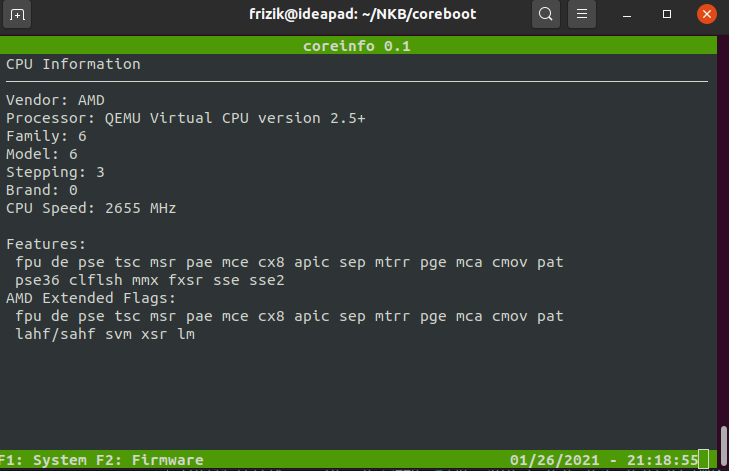 frizik@ideapad: ~/NKB/coreboot
coreinfo 0.1
CPU Information
Vendor: AMD
Processor: QEMU Virtual CPU version 2.5+
Family: 6
Model: 6
Stepping: 3
Brand: 0
CPU Speed: 2655 MHz
Features:
fpu de pse tsc msr pae mce cx8 apic sep mtrr pge mca cmov pat
pse36 clflsh mmx fxsr sse sse2
AMD Extended Flags:
fpu de pse tsc msr pae mce cx8 apic sep mtrr pge mca cmov pat
lahf/sahf svm xsr lm
F1: System F2: Firmware 01/26/2021 - 21:18:55